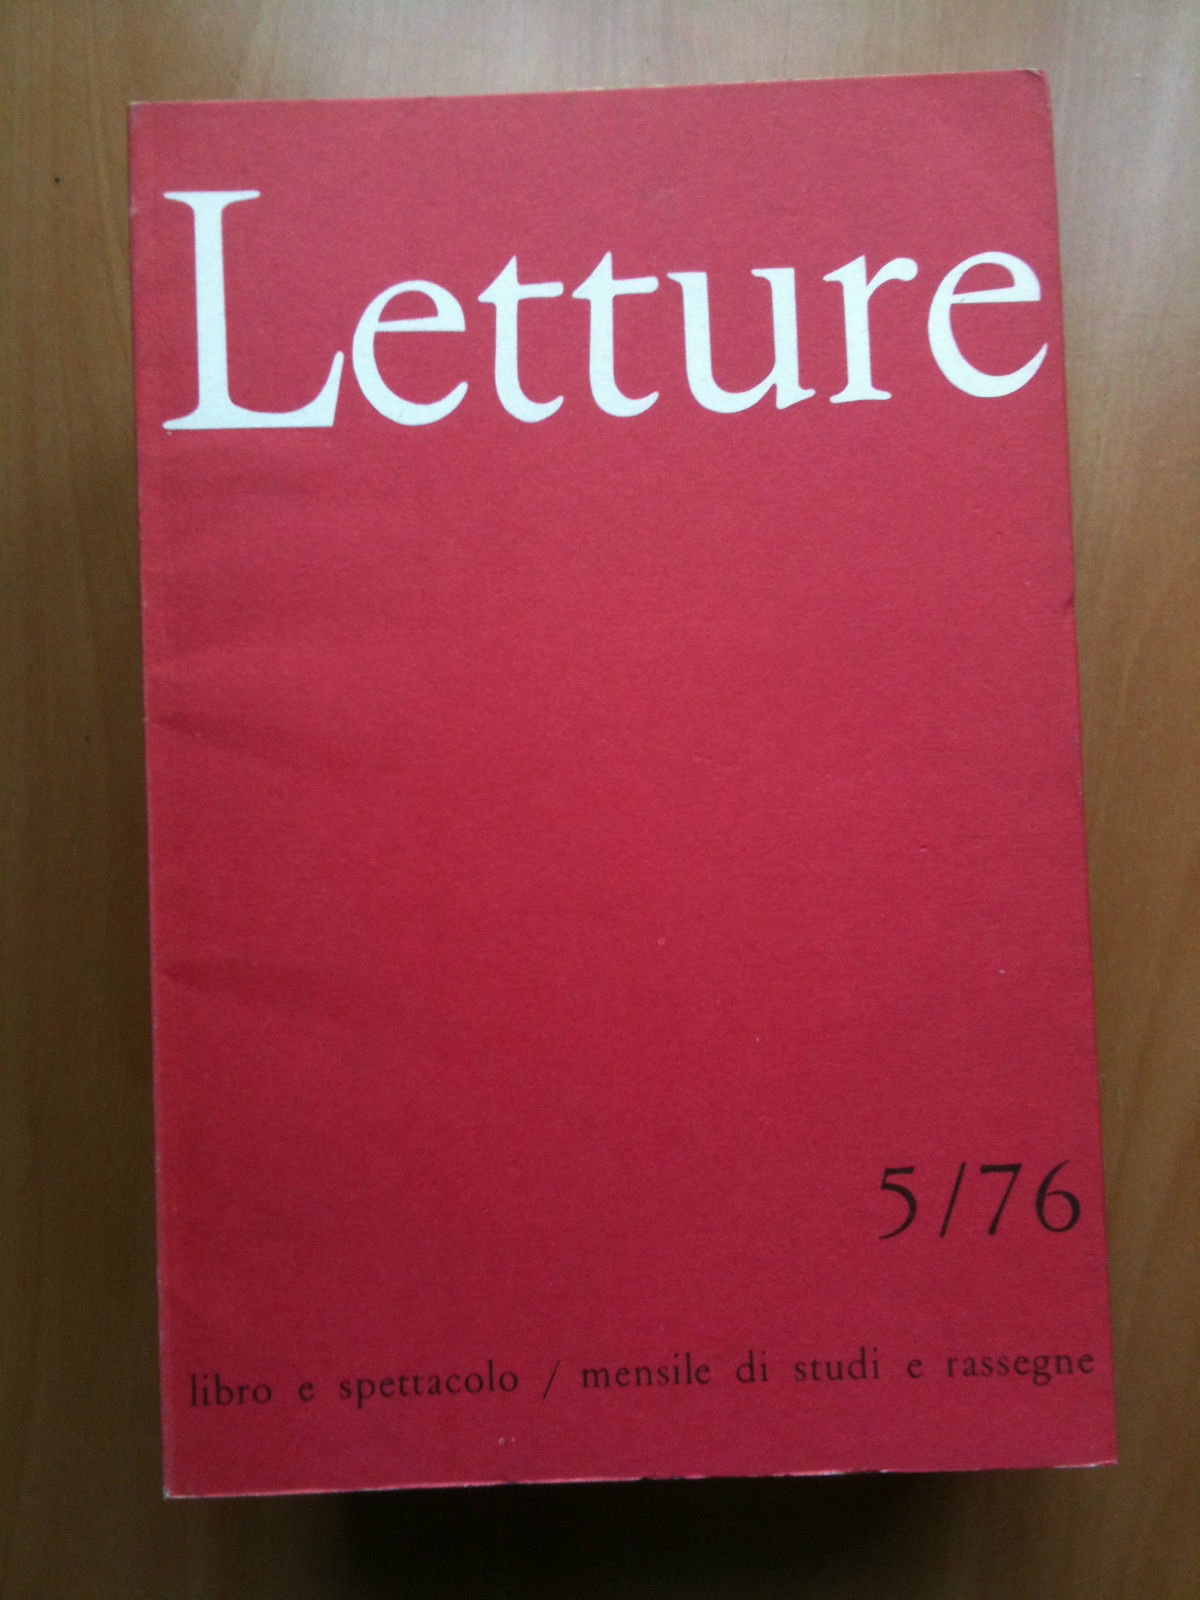 Letture
5/76
libro e spettacolo / mensile di studi e rassegne